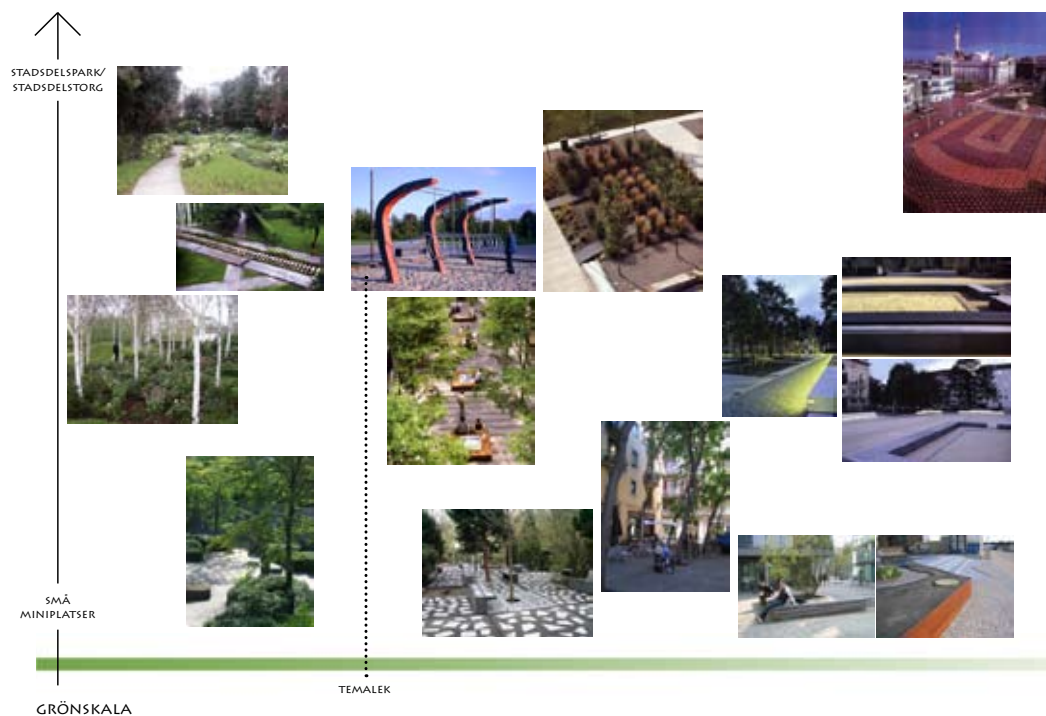 STADSDELSPARK/
STADSDELSTORG
SMÅ
MINIPLATSER
TEMALEK
GRÖNSKALA